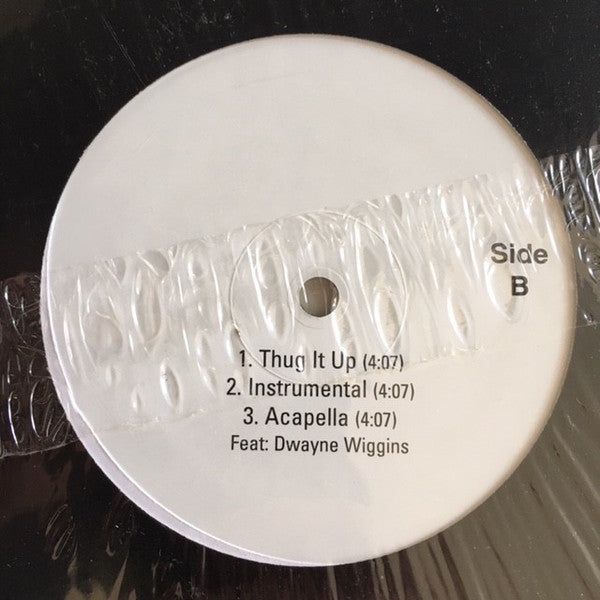 Side
B
1. Thug It Up (4:07)
2. Instrumental (4:07)
3. Acapella (4:07)
Feat: Dwayne Wiggins